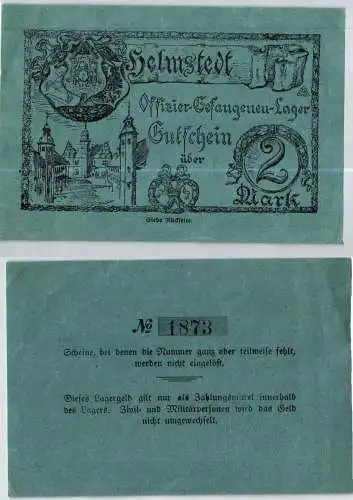 Helmstedt
Offizier-Gefangenen-Lager
Gutschein
über
2
Mark
Siehe Rückseite.
№ 1873
Scheine, bei denen die Nummer ganz oder teilweise fehlt,
werden nicht eingelöst.
Dieses Lagergeld gilt nur als Zahlungsmittel innerhalb
des Lagers. Zivil- und Militärpersonen wird das Geld
nicht umgewechselt.